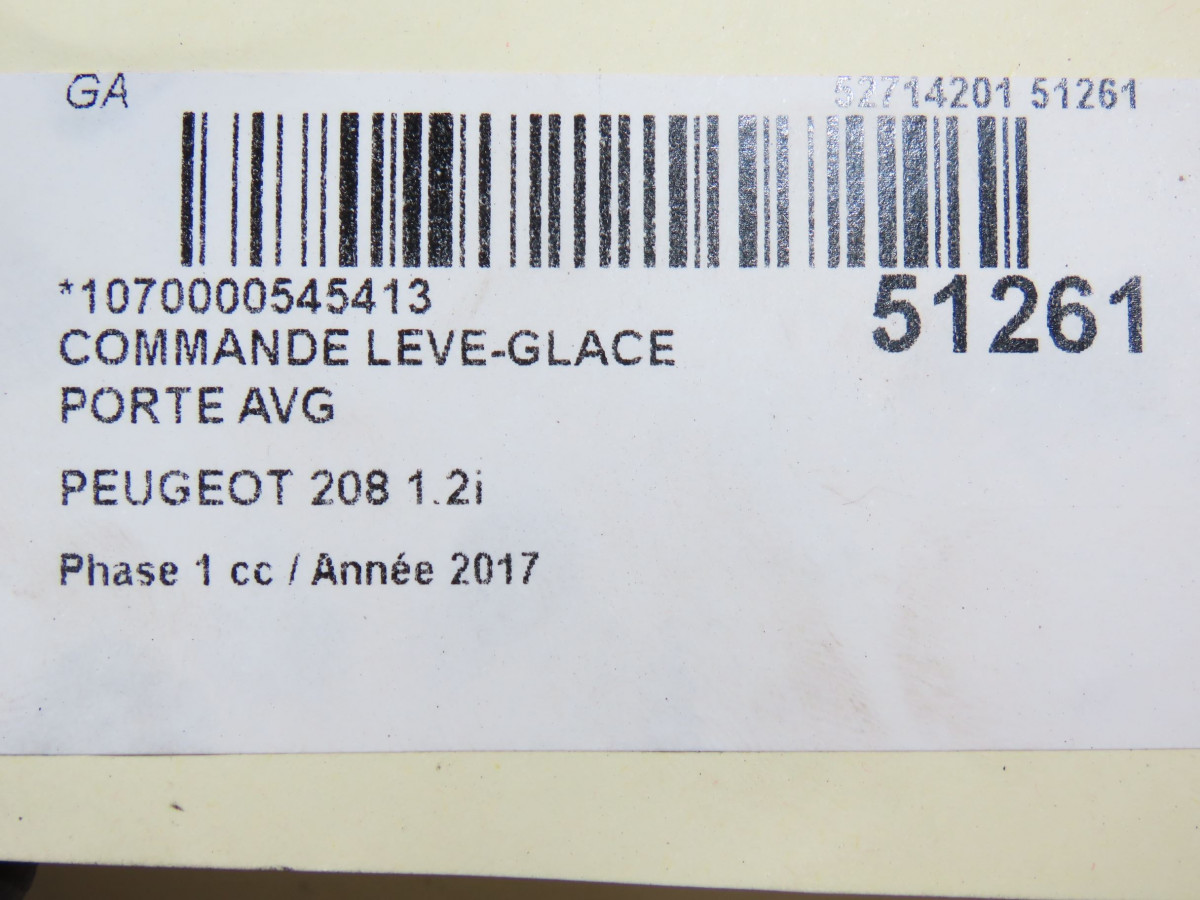 GA
52714201 51261
*1070000545413
51261
COMMANDE LEVE-GLACE
PORTE AVG
PEUGEOT 208 1.2i
Phase 1 cc / Année 2017